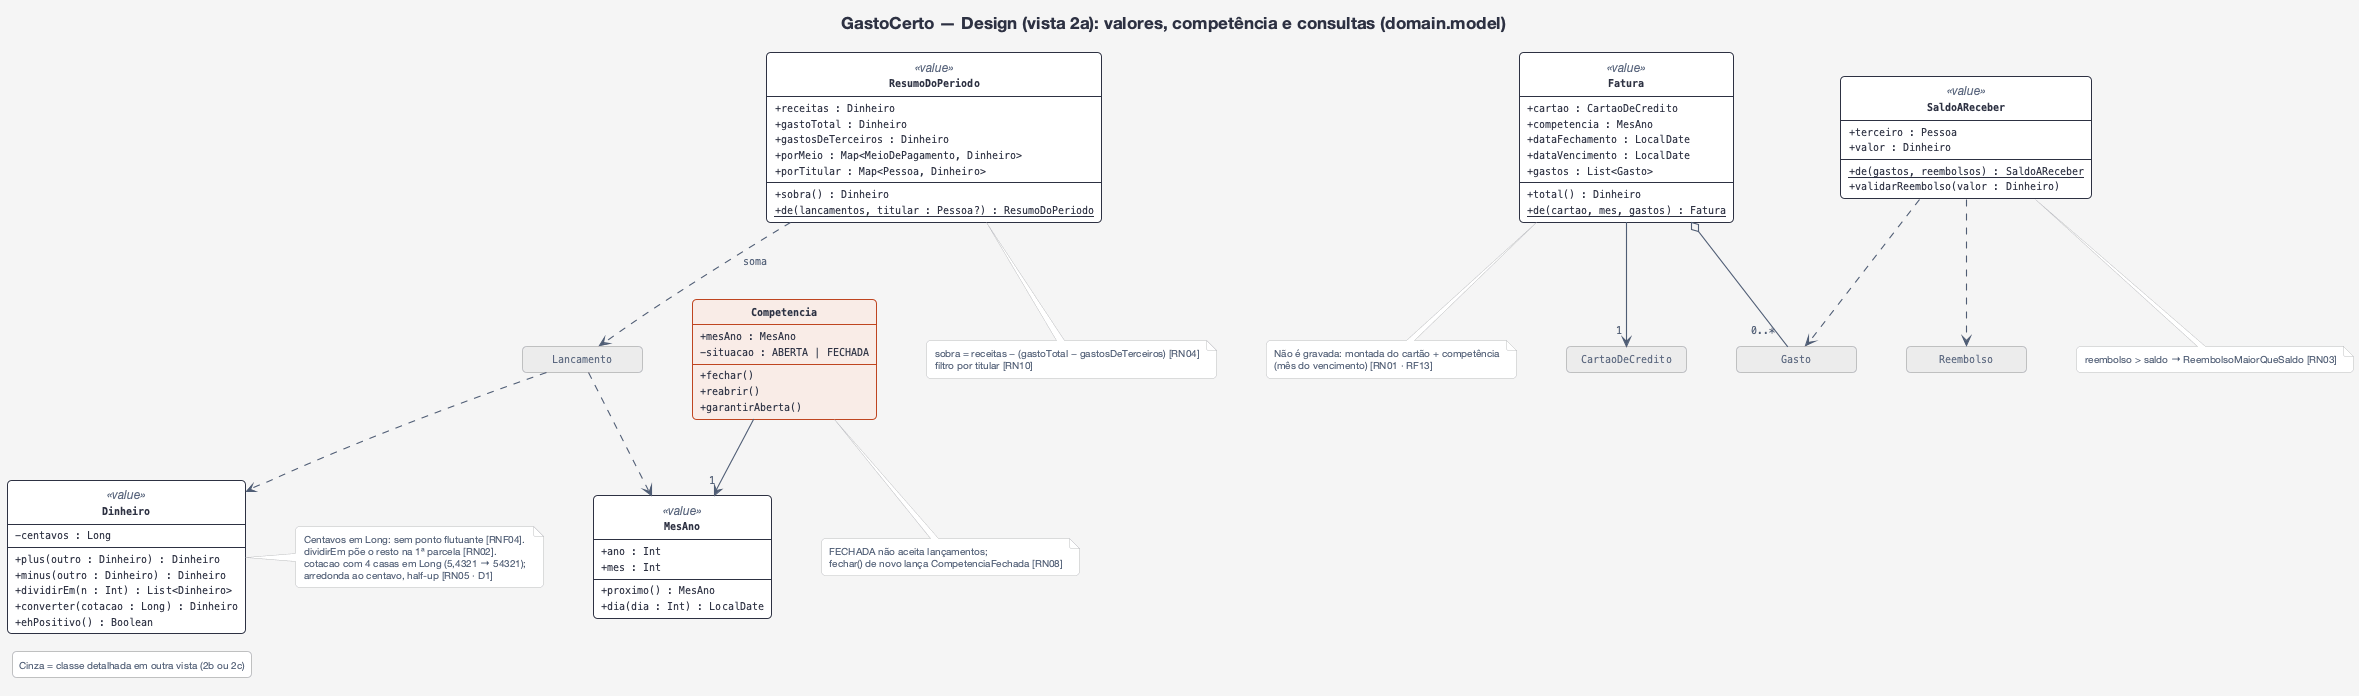 GastoCerto — Design (vista 2a): valores, competência e consultas (domain.model)
«value»
ResumoDoPeriodo
+receitas : Dinheiro
+gastoTotal : Dinheiro
+gastosDeTerceiros : Dinheiro
+porMeio : Map<MeioDePagamento, Dinheiro>
+porTitular : Map<Pessoa, Dinheiro>
+sobra() : Dinheiro
+de(lancamentos, titular : Pessoa?) : ResumoDoPeriodo
«value»
Fatura
+cartao : CartaoDeCredito
+competencia : MesAno
+dataFechamento : LocalDate
+dataVencimento : LocalDate
+gastos : List<Gasto>
+total() : Dinheiro
+de(cartao, mes, gastos) : Fatura
«value»
SaldoAReceber
+terceiro : Pessoa
+valor : Dinheiro
+de(gastos, reembolsos) : SaldoAReceber
+validarReembolso(valor : Dinheiro)
soma
Lancamento
Competencia
+mesAno : MesAno
−situacao : ABERTA | FECHADA
+fechar()
+reabrir()
+garantirAberta()
sobra = receitas − (gastoTotal − gastosDeTerceiros) [RN04]
filtro por titular [RN10]
Não é gravada: montada do cartão + competência
(mês do vencimento) [RN01 · RF13]
1
CartaoDeCredito
0..*
Gasto
Reembolso
reembolso > saldo → ReembolsoMaiorQueSaldo [RN03]
«value»
Dinheiro
−centavos : Long
+plus(outro : Dinheiro) : Dinheiro
+minus(outro : Dinheiro) : Dinheiro
+dividirEm(n : Int) : List<Dinheiro>
+converter(cotacao : Long) : Dinheiro
+ehPositivo() : Boolean
Centavos em Long: sem ponto flutuante [RNF04].
dividirEm põe o resto na 1ª parcela [RN02].
cotacao com 4 casas em Long (5,4321 → 54321);
arredonda ao centavo, half-up [RN05 · D1]
1
«value»
MesAno
+ano : Int
+mes : Int
+proximo() : MesAno
+dia(dia : Int) : LocalDate
FECHADA não aceita lançamentos;
fechar() de novo lança CompetenciaFechada [RN08]
Cinza = classe detalhada em outra vista (2b ou 2c)